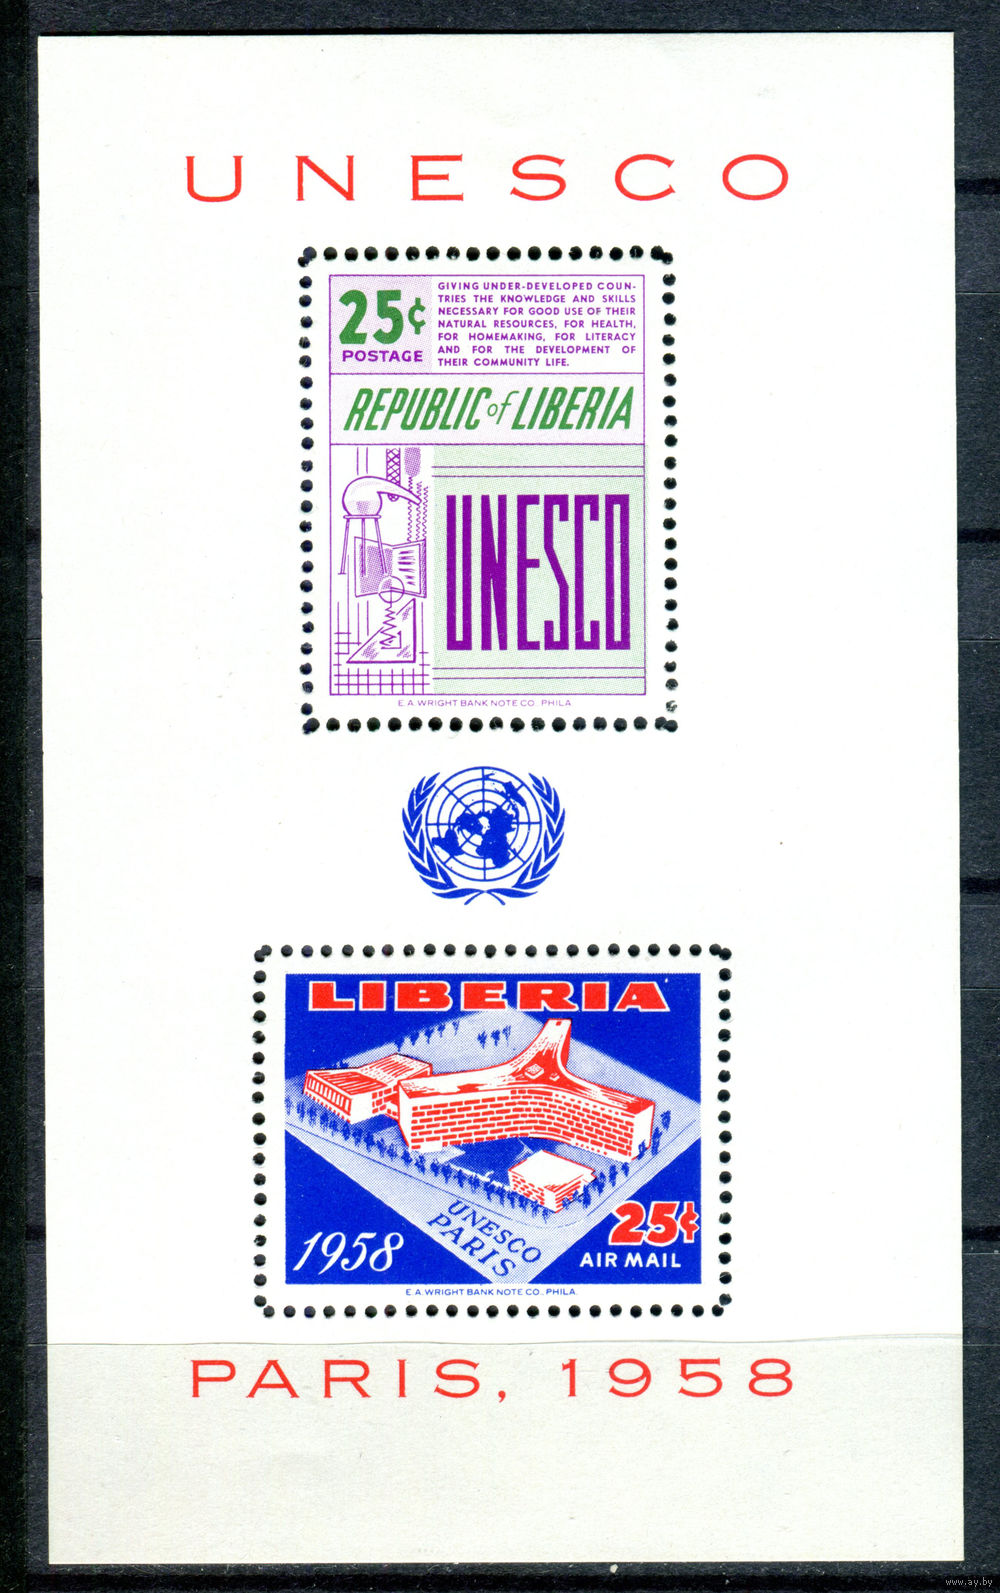 UNESCO
25¢
POSTAGE
GIVING UNDER-DEVELOPED COUN-
TRIES THE KNOWLEDGE AND SKILLS
NECESSARY FOR GOOD USE OF THEIR
NATURAL RESOURCES, FOR HEALTH,
FOR HOMEMAKING, FOR LITERACY
AND FOR THE DEVELOPMENT OF
THEIR COMMUNITY LIFE.
REPUBLIC of LIBERIA
UNESCO
E.A. WRIGHT BANK NOTE CO. PHILA
LIBERIA
UNESCO
PARIS
1958
25¢
AIR MAIL
E.A. WRIGHT BANK NOTE CO., PHILA.
PARIS, 1958
www.ay.by